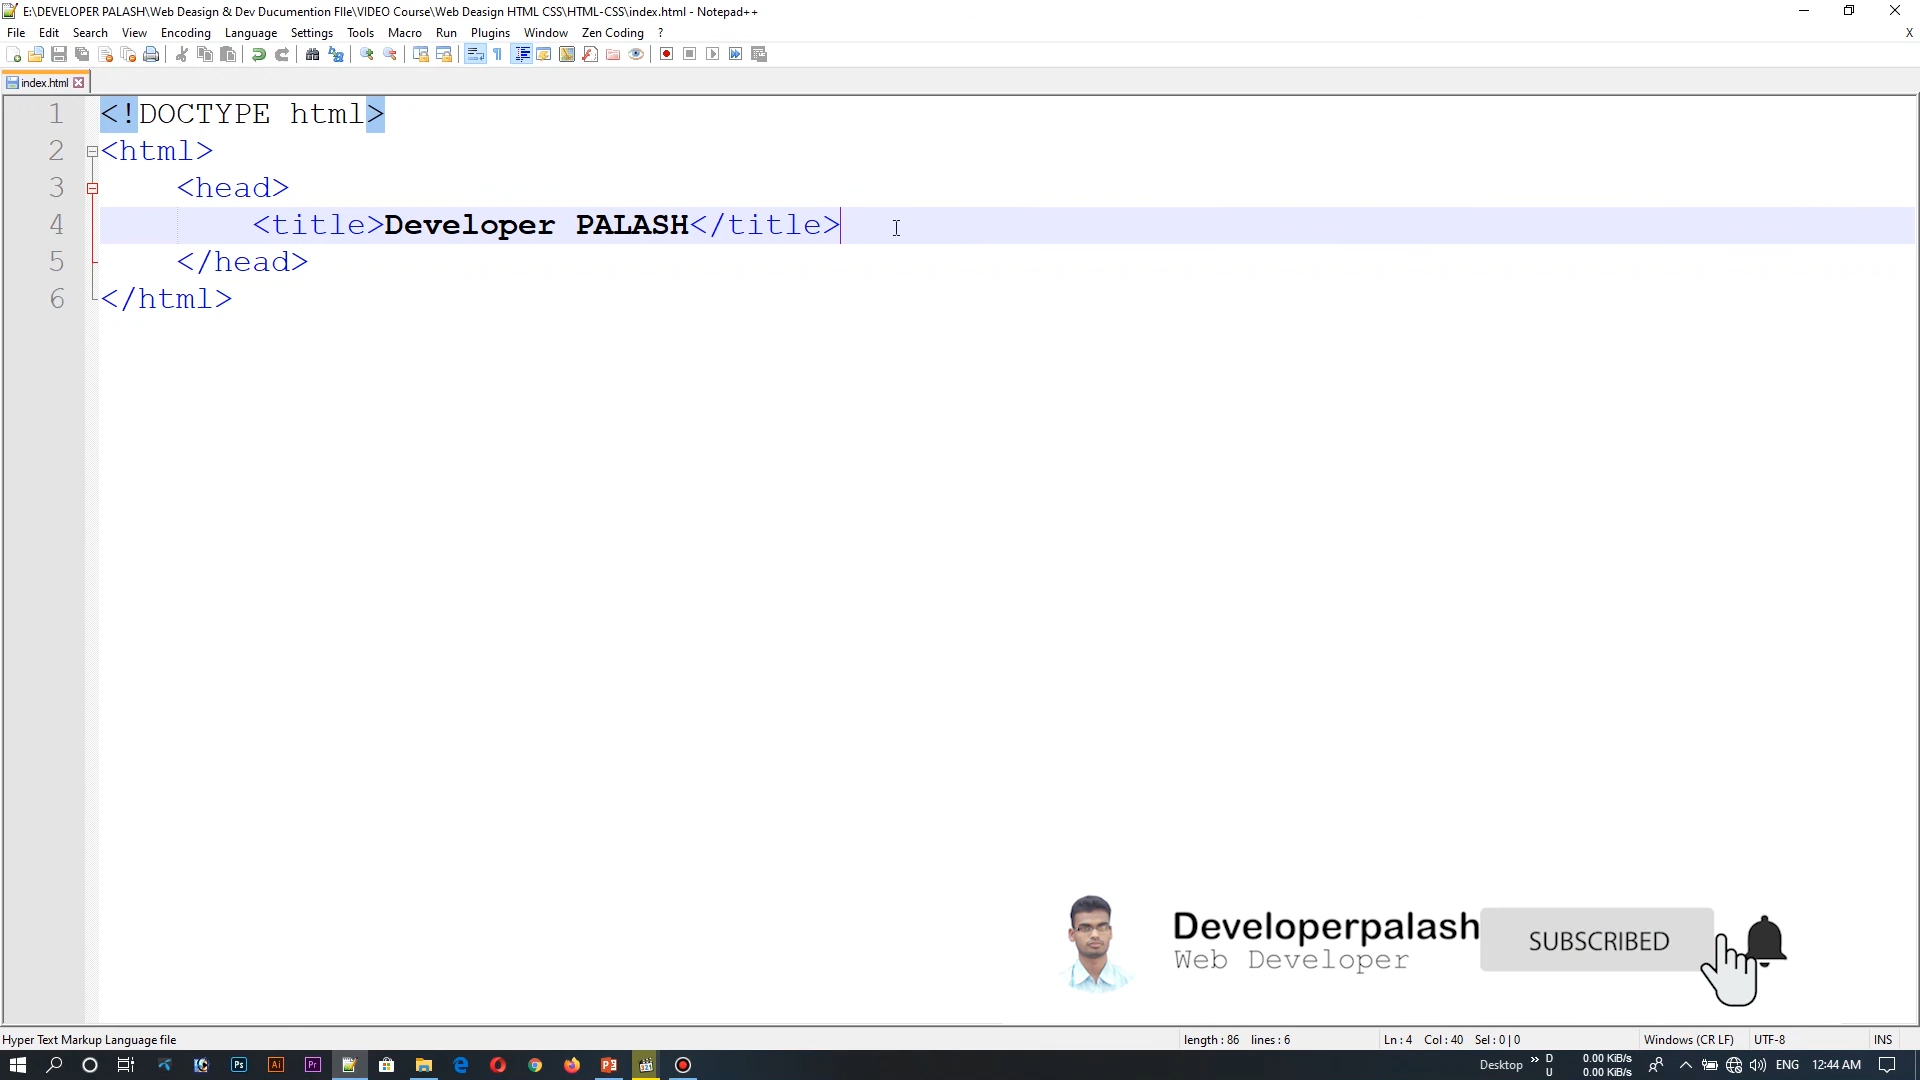 E:\DEVELOPER PALASH\Web Deasign & Dev Ducumention FIle\VIDEO Course\Web Deasign HTML CSS\HTML-CSS\index.html - Notepad++
File Edit Search View Encoding Language Settings Tools Macro Run Plugins Window Zen Coding ? X
index.html
1 <!DOCTYPE html>
2 <html>
3 <head>
4 <title>Developer PALASH</title>
5 </head>
6 </html>
Developerpalash
Web Developer
SUBSCRIBED
Hyper Text Markup Language file length : 86 lines : 6 Ln : 4 Col : 40 Sel : 0 | 0 Windows (CR LF) UTF-8 INS
Ps Ai Pr Desktop » D 0.00 KiB/s ENG 12:44 AM
U 0.00 KiB/s